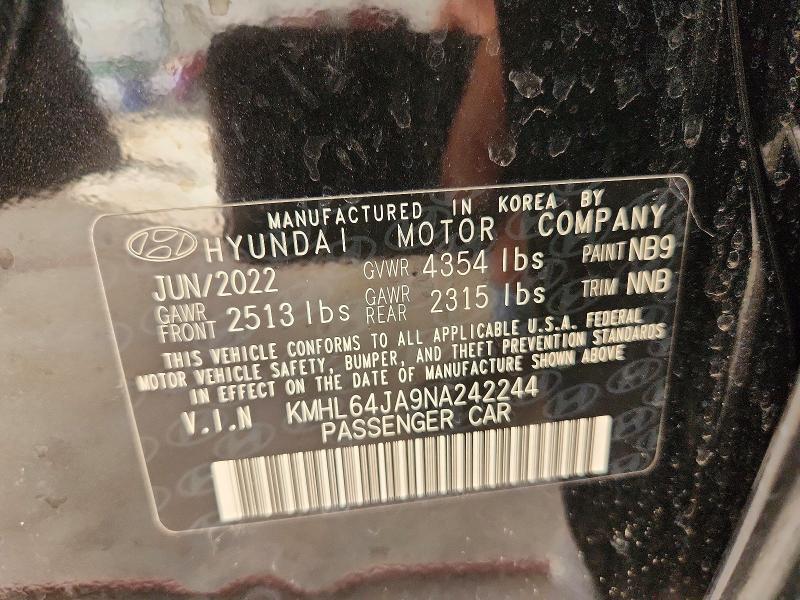 MANUFACTURED IN KOREA BY
HYUNDAI MOTOR COMPANY
JUN/2022 GVWR 4354 lbs PAINT NB9
GAWR FRONT 2513 lbs GAWR REAR 2315 lbs TRIM NNB
THIS VEHICLE CONFORMS TO ALL APPLICABLE U.S.A. FEDERAL
MOTOR VEHICLE SAFETY, BUMPER, AND THEFT PREVENTION STANDARDS
IN EFFECT ON THE DATE OF MANUFACTURE SHOWN ABOVE
V.I.N KMHL64JA9NA242244
PASSENGER CAR